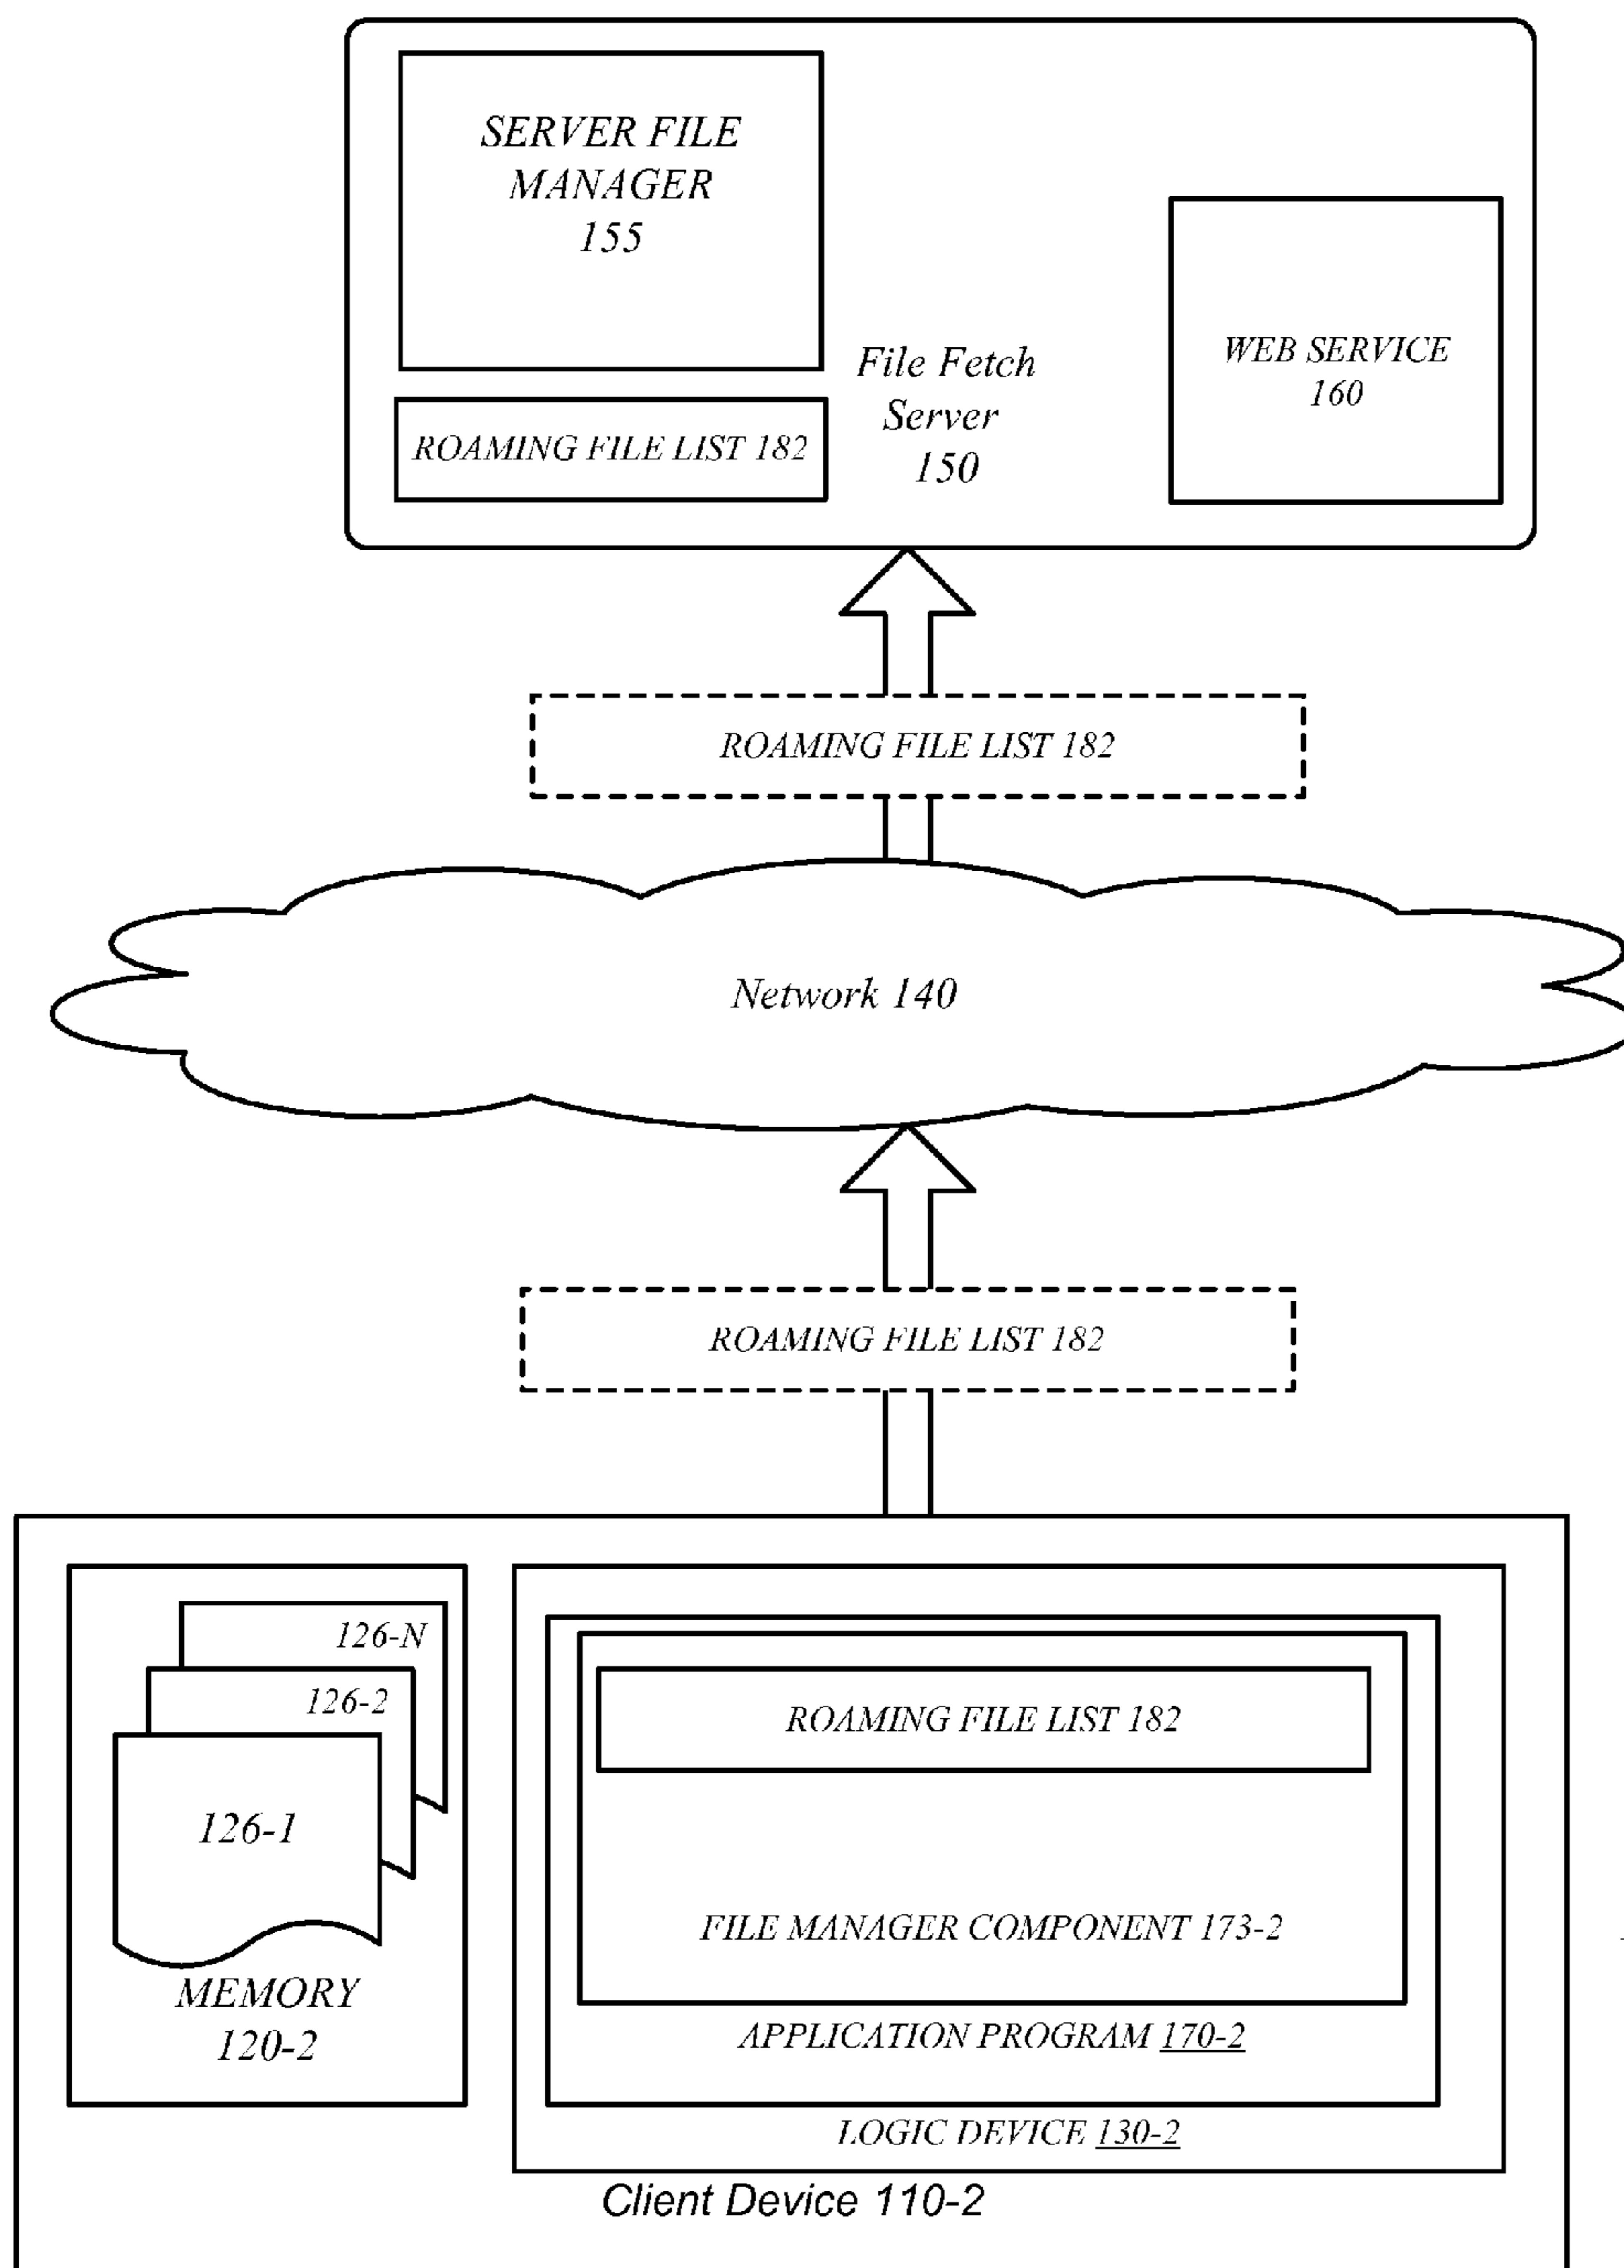 SERVER FILE
MANAGER
155
ROAMING FILE LIST 182
File Fetch
Server
150
WEB SERVICE
160
ROAMING FILE LIST 182
Network 140
ROAMING FILE LIST 182
126-N
126-2
126-1
MEMORY
120-2
ROAMING FILE LIST 182
FILE MANAGER COMPONENT 173-2
APPLICATION PROGRAM 170-2
LOGIC DEVICE 130-2
Client Device 110-2